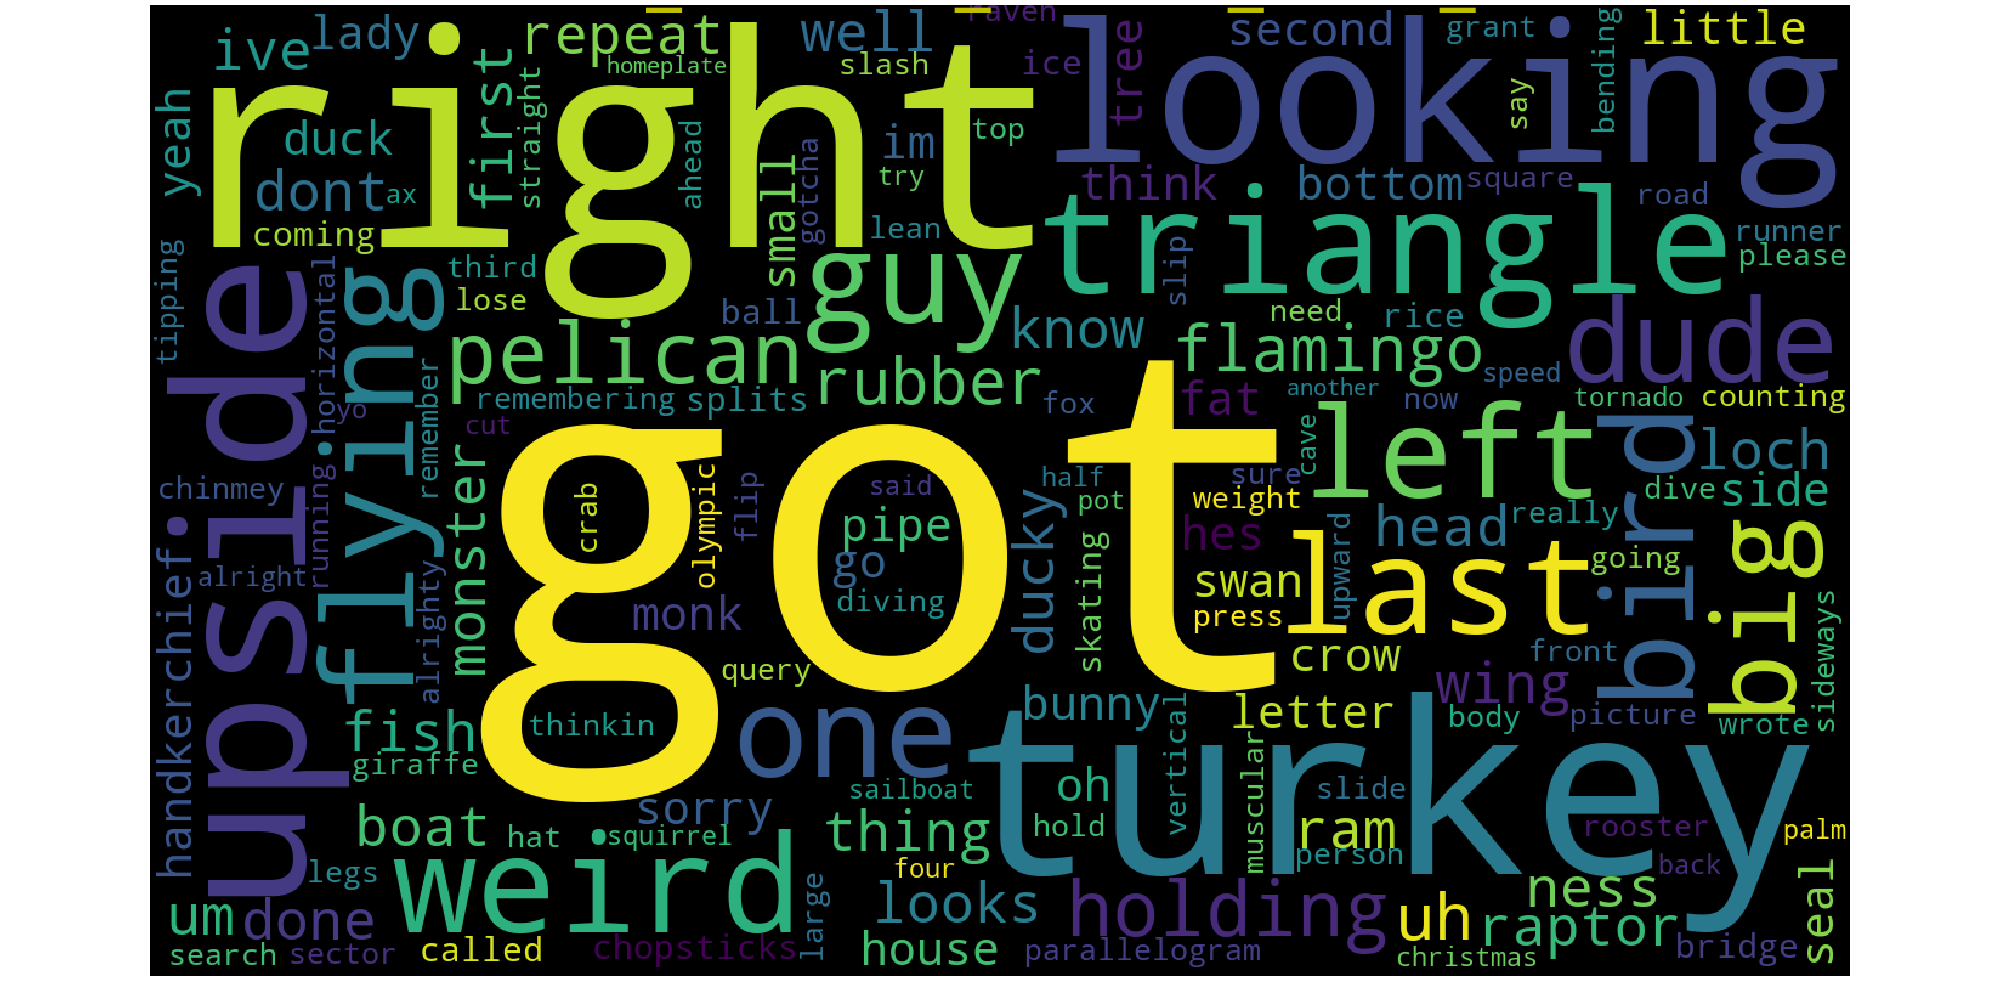 raven
ive
lady
repeat
well
second
grant
bending
little
homeplate
slash
ice
tree
right
looking
first
straight
yeah
duck
ahead
im
top
say
small
gotcha
try
dont
ax
think
bottom
square
road
triangle
coming
lean
runner
tipping
third
guy
slip
please
upside
horizontal
flying
lose
ball
know
need
rice
dude
pelican
flamingo
remember
rubber
another
speed
yo
remembering
splits
fox
fat
now
tornado
counting
cut
got
left
bird
loch
monster
cave
chinmey
running
crab
olympic
flip
said
half
sure
dive
side
pot
weight
handkerchief
pipe
ducky
hes
head
really
big
alright
go
skating
upward
last
going
swan
alrighty
monk
diving
press
sideways
query
crow
front
wing
fish
thinkin
one
bunny
vertical
letter
body
picture
wrote
giraffe
turkey
sorry
sailboat
oh
muscular
slide
boat
hat
squirrel
thing
hold
ram
rooster
palm
weird
person
legs
four
back
large
looks
holding
ness
seal
um
done
uh
raptor
search
sector
called
chopsticks
house
parallelogram
christmas
bridge